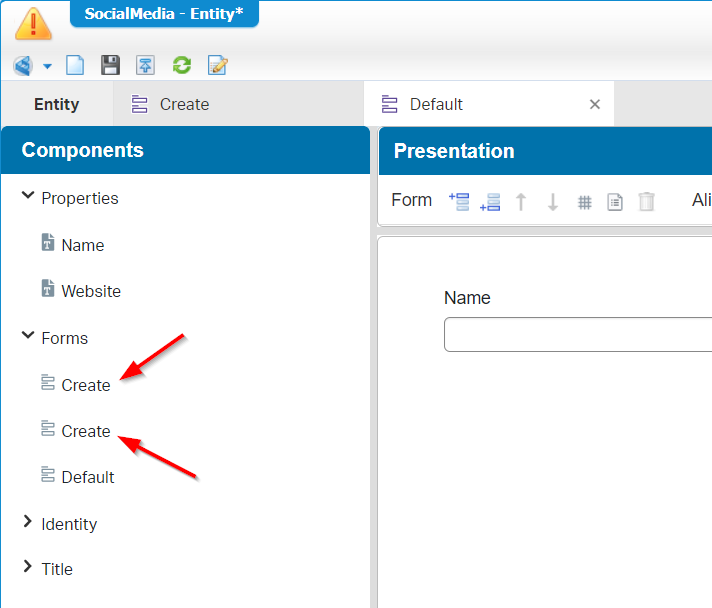 SocialMedia - Entity*
Entity
Create
Default
Components
Properties
Name
Website
Forms
Create
Create
Default
Identity
Title
Presentation
Form
Ali
Name